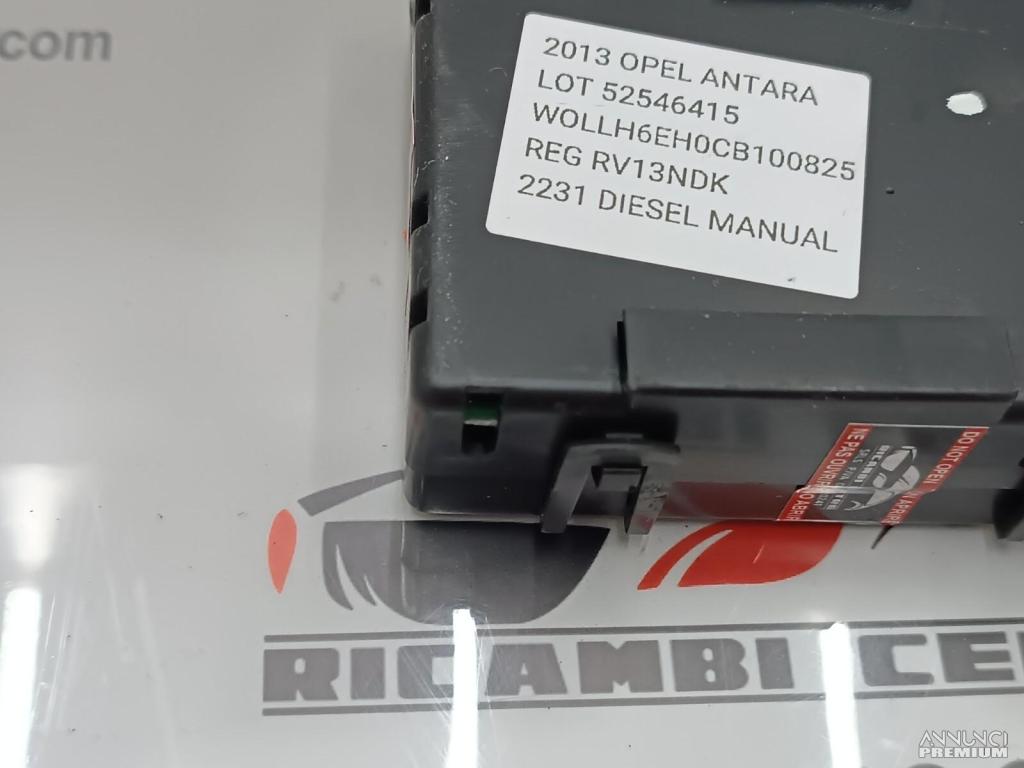 .com
2013 OPEL ANTARA
LOT 52546415
WOLLH6EH0CB100825
REG RV13NDK
2231 DIESEL MANUAL
DO NOT OPEN
NE PAS OUVRIR
RICAMBI CE
ANNUNCI
PREMIUM